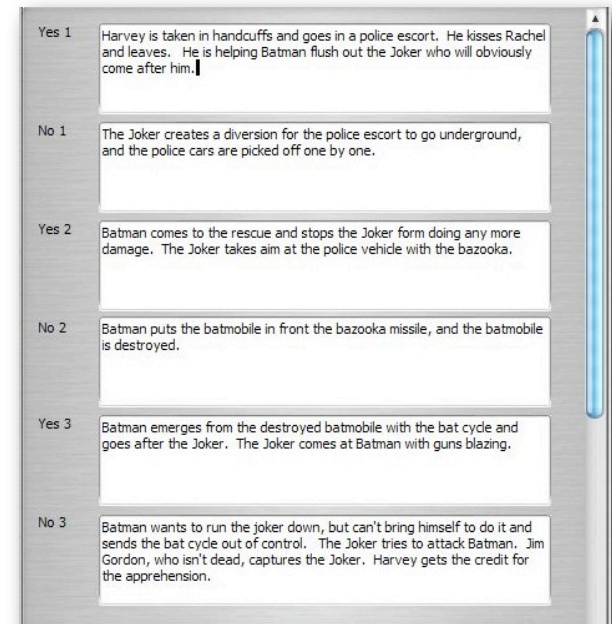 Yes 1
Harvey is taken in handcuffs and goes in a police escort. He kisses Rachel
and leaves. He is helping Batman flush out the Joker who will obviously
come after him.
No 1
The Joker creates a diversion for the police escort to go underground,
and the police cars are picked off one by one.
Yes 2
Batman comes to the rescue and stops the Joker form doing any more
damage. The Joker takes aim at the police vehicle with the bazooka.
No 2
Batman puts the batmobile in front the bazooka missile, and the batmobile
is destroyed.
Yes 3
Batman emerges from the destroyed batmobile with the bat cycle and
goes after the Joker. The Joker comes at Batman with guns blazing.
No 3
Batman wants to run the joker down, but can't bring himself to do it and
sends the bat cycle out of control. The Joker tries to attack Batman. Jim
Gordon, who isn't dead, captures the Joker. Harvey gets the credit for
the apprehension.